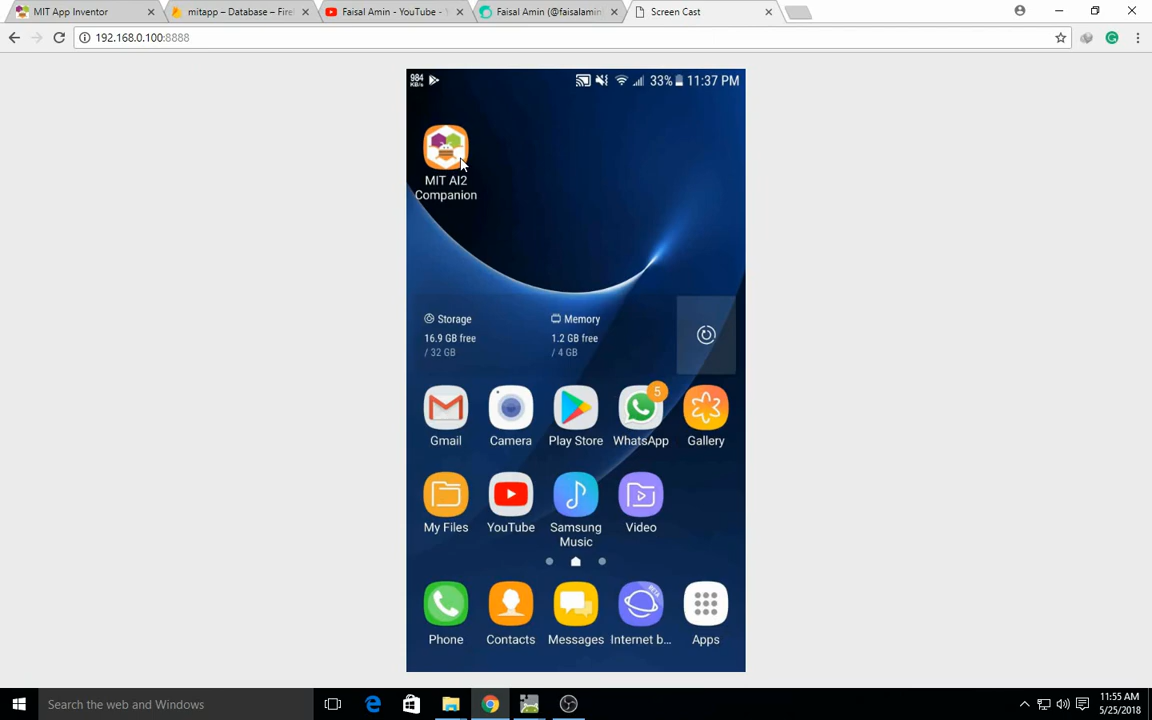 MIT App Inventor
mitapp – Database – Fire
Faisal Amin - YouTube -
Faisal Amin (@faisalamin
Screen Cast
192.168.0.100:8888
984
KB/s
33%
11:37 PM
MIT AI2
Companion
Storage
16.9 GB free
/ 32 GB
Memory
1.2 GB free
/ 4 GB
5
Gmail
Camera
Play Store
WhatsApp
Gallery
My Files
YouTube
Samsung
Music
Video
BETA
Phone
Contacts
Messages
Internet b...
Apps
Search the web and Windows
11:55 AM
5/25/2018